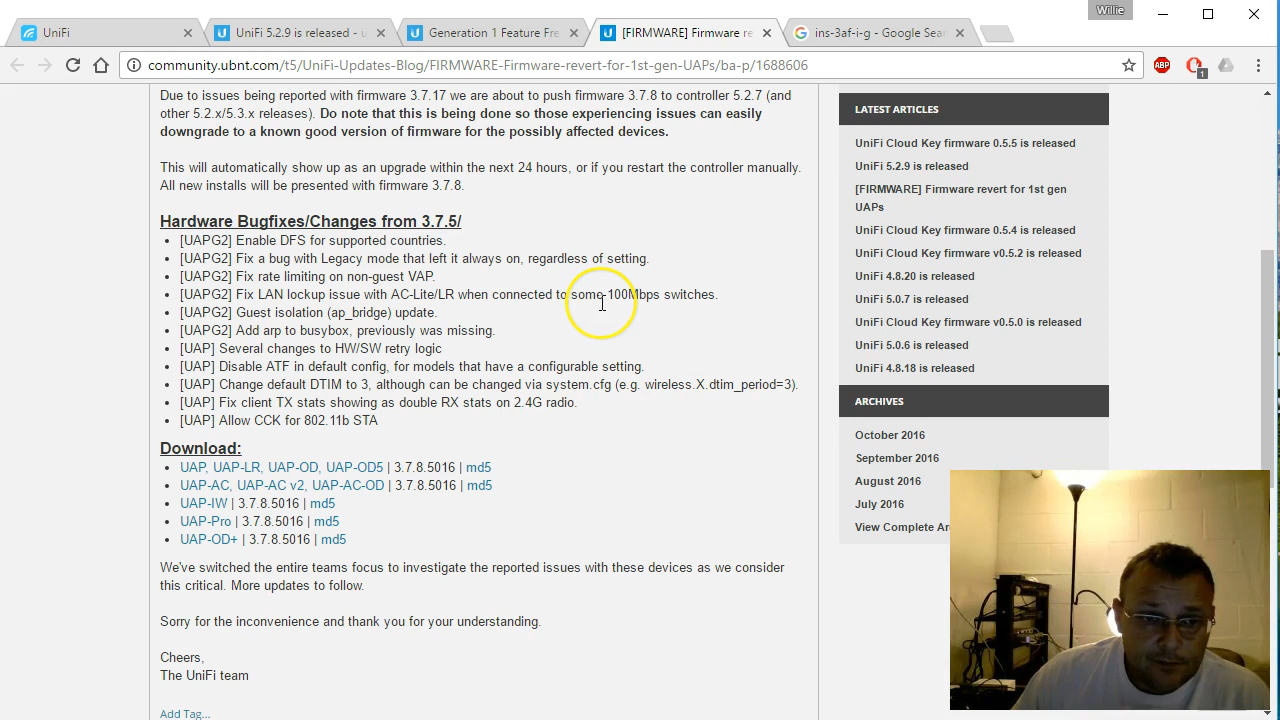 Willie
UniFi
UniFi 5.2.9 is released - u
Generation 1 Feature Fre
[FIRMWARE] Firmware re
ins-3af-i-g - Google Sear
community.ubnt.com/t5/UniFi-Updates-Blog/FIRMWARE-Firmware-revert-for-1st-gen-UAPs/ba-p/1688606
ABP
1
Due to issues being reported with firmware 3.7.17 we are about to push firmware 3.7.8 to controller 5.2.7 (and
other 5.2.x/5.3.x releases). Do note that this is being done so those experiencing issues can easily
downgrade to a known good version of firmware for the possibly affected devices.
This will automatically show up as an upgrade within the next 24 hours, or if you restart the controller manually.
All new installs will be presented with firmware 3.7.8.
Hardware Bugfixes/Changes from 3.7.5/
• [UAPG2] Enable DFS for supported countries.
• [UAPG2] Fix a bug with Legacy mode that left it always on, regardless of setting.
• [UAPG2] Fix rate limiting on non-guest VAP.
• [UAPG2] Fix LAN lockup issue with AC-Lite/LR when connected to some 100Mbps switches.
• [UAPG2] Guest isolation (ap_bridge) update.
• [UAPG2] Add arp to busybox, previously was missing.
• [UAP] Several changes to HW/SW retry logic
• [UAP] Disable ATF in default config, for models that have a configurable setting.
• [UAP] Change default DTIM to 3, although can be changed via system.cfg (e.g. wireless.X.dtim_period=3).
• [UAP] Fix client TX stats showing as double RX stats on 2.4G radio.
• [UAP] Allow CCK for 802.11b STA
Download:
• UAP, UAP-LR, UAP-OD, UAP-OD5 | 3.7.8.5016 | md5
• UAP-AC, UAP-AC v2, UAP-AC-OD | 3.7.8.5016 | md5
• UAP-IW | 3.7.8.5016 | md5
• UAP-Pro | 3.7.8.5016 | md5
• UAP-OD+ | 3.7.8.5016 | md5
We've switched the entire teams focus to investigate the reported issues with these devices as we consider
this critical. More updates to follow.
Sorry for the inconvenience and thank you for your understanding.
Cheers,
The UniFi team
Add Tag...
LATEST ARTICLES
UniFi Cloud Key firmware 0.5.5 is released
UniFi 5.2.9 is released
[FIRMWARE] Firmware revert for 1st gen
UAPs
UniFi Cloud Key firmware 0.5.4 is released
UniFi Cloud Key firmware v0.5.2 is released
UniFi 4.8.20 is released
UniFi 5.0.7 is released
UniFi Cloud Key firmware v0.5.0 is released
UniFi 5.0.6 is released
UniFi 4.8.18 is released
ARCHIVES
October 2016
September 2016
August 2016
July 2016
View Complete Ar